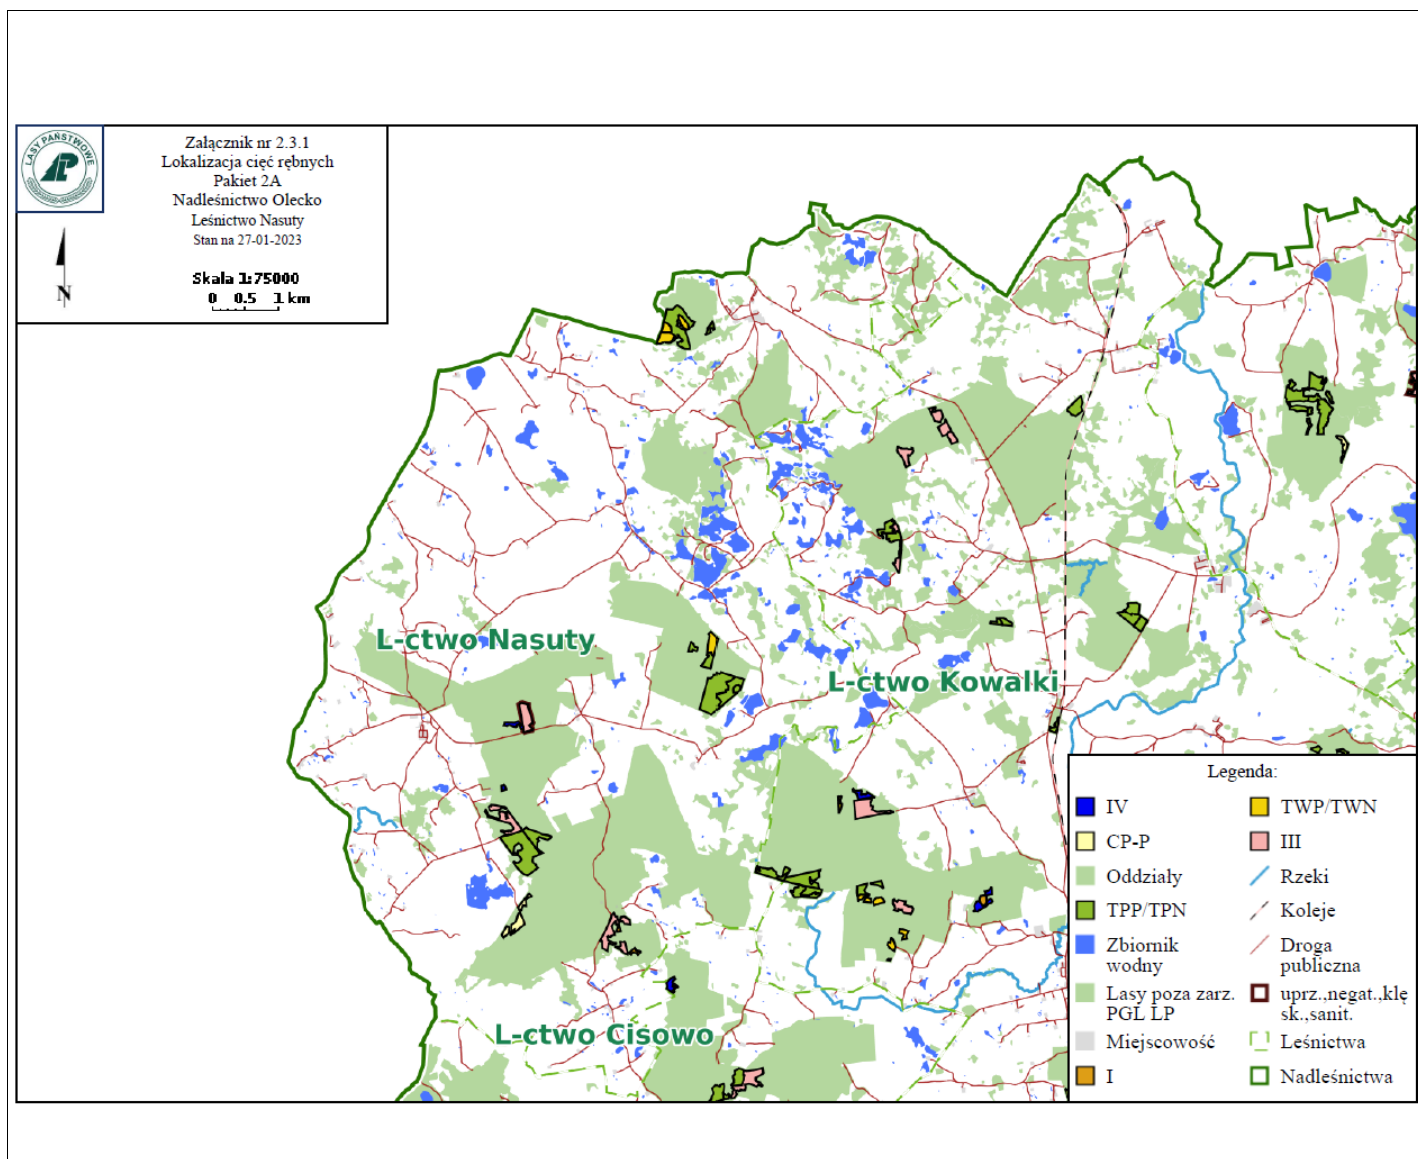 LASY PAŃSTWOWE
Załącznik nr 2.3.1
Lokalizacja cięć rębnych
Pakiet 2A
Nadleśnictwo Olecko
Leśnictwo Nasuty
Stan na 27-01-2023
N
Skala 1:75000
0 0.5 1 km
L-ctwo Nasuty
L-ctwo Kowalki
L-ctwo Cisowo
Legenda:
IV
TWP/TWN
CP-P
III
Oddziały
Rzeki
TPP/TPN
Koleje
Zbiornik
wodny
Droga
publiczna
Lasy poza zarz.
PGL LP
uprz.,negat.,klę
sk.,sanit.
Miejscowość
Leśnictwa
I
Nadleśnictwa